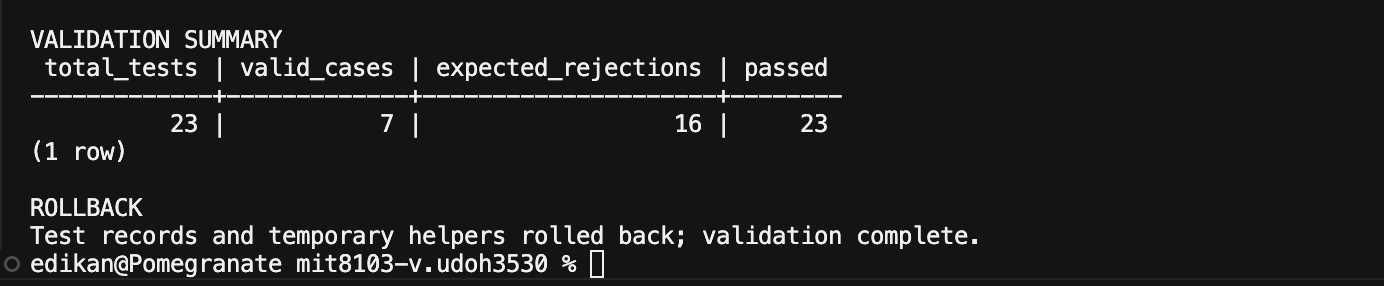 VALIDATION SUMMARY
 total_tests | valid_cases | expected_rejections | passed
-------------+-------------+---------------------+--------
          23 |           7 |                  16 |     23
(1 row)

ROLLBACK
Test records and temporary helpers rolled back; validation complete.
edikan@Pomegranate mit8103-v.udoh3530 %